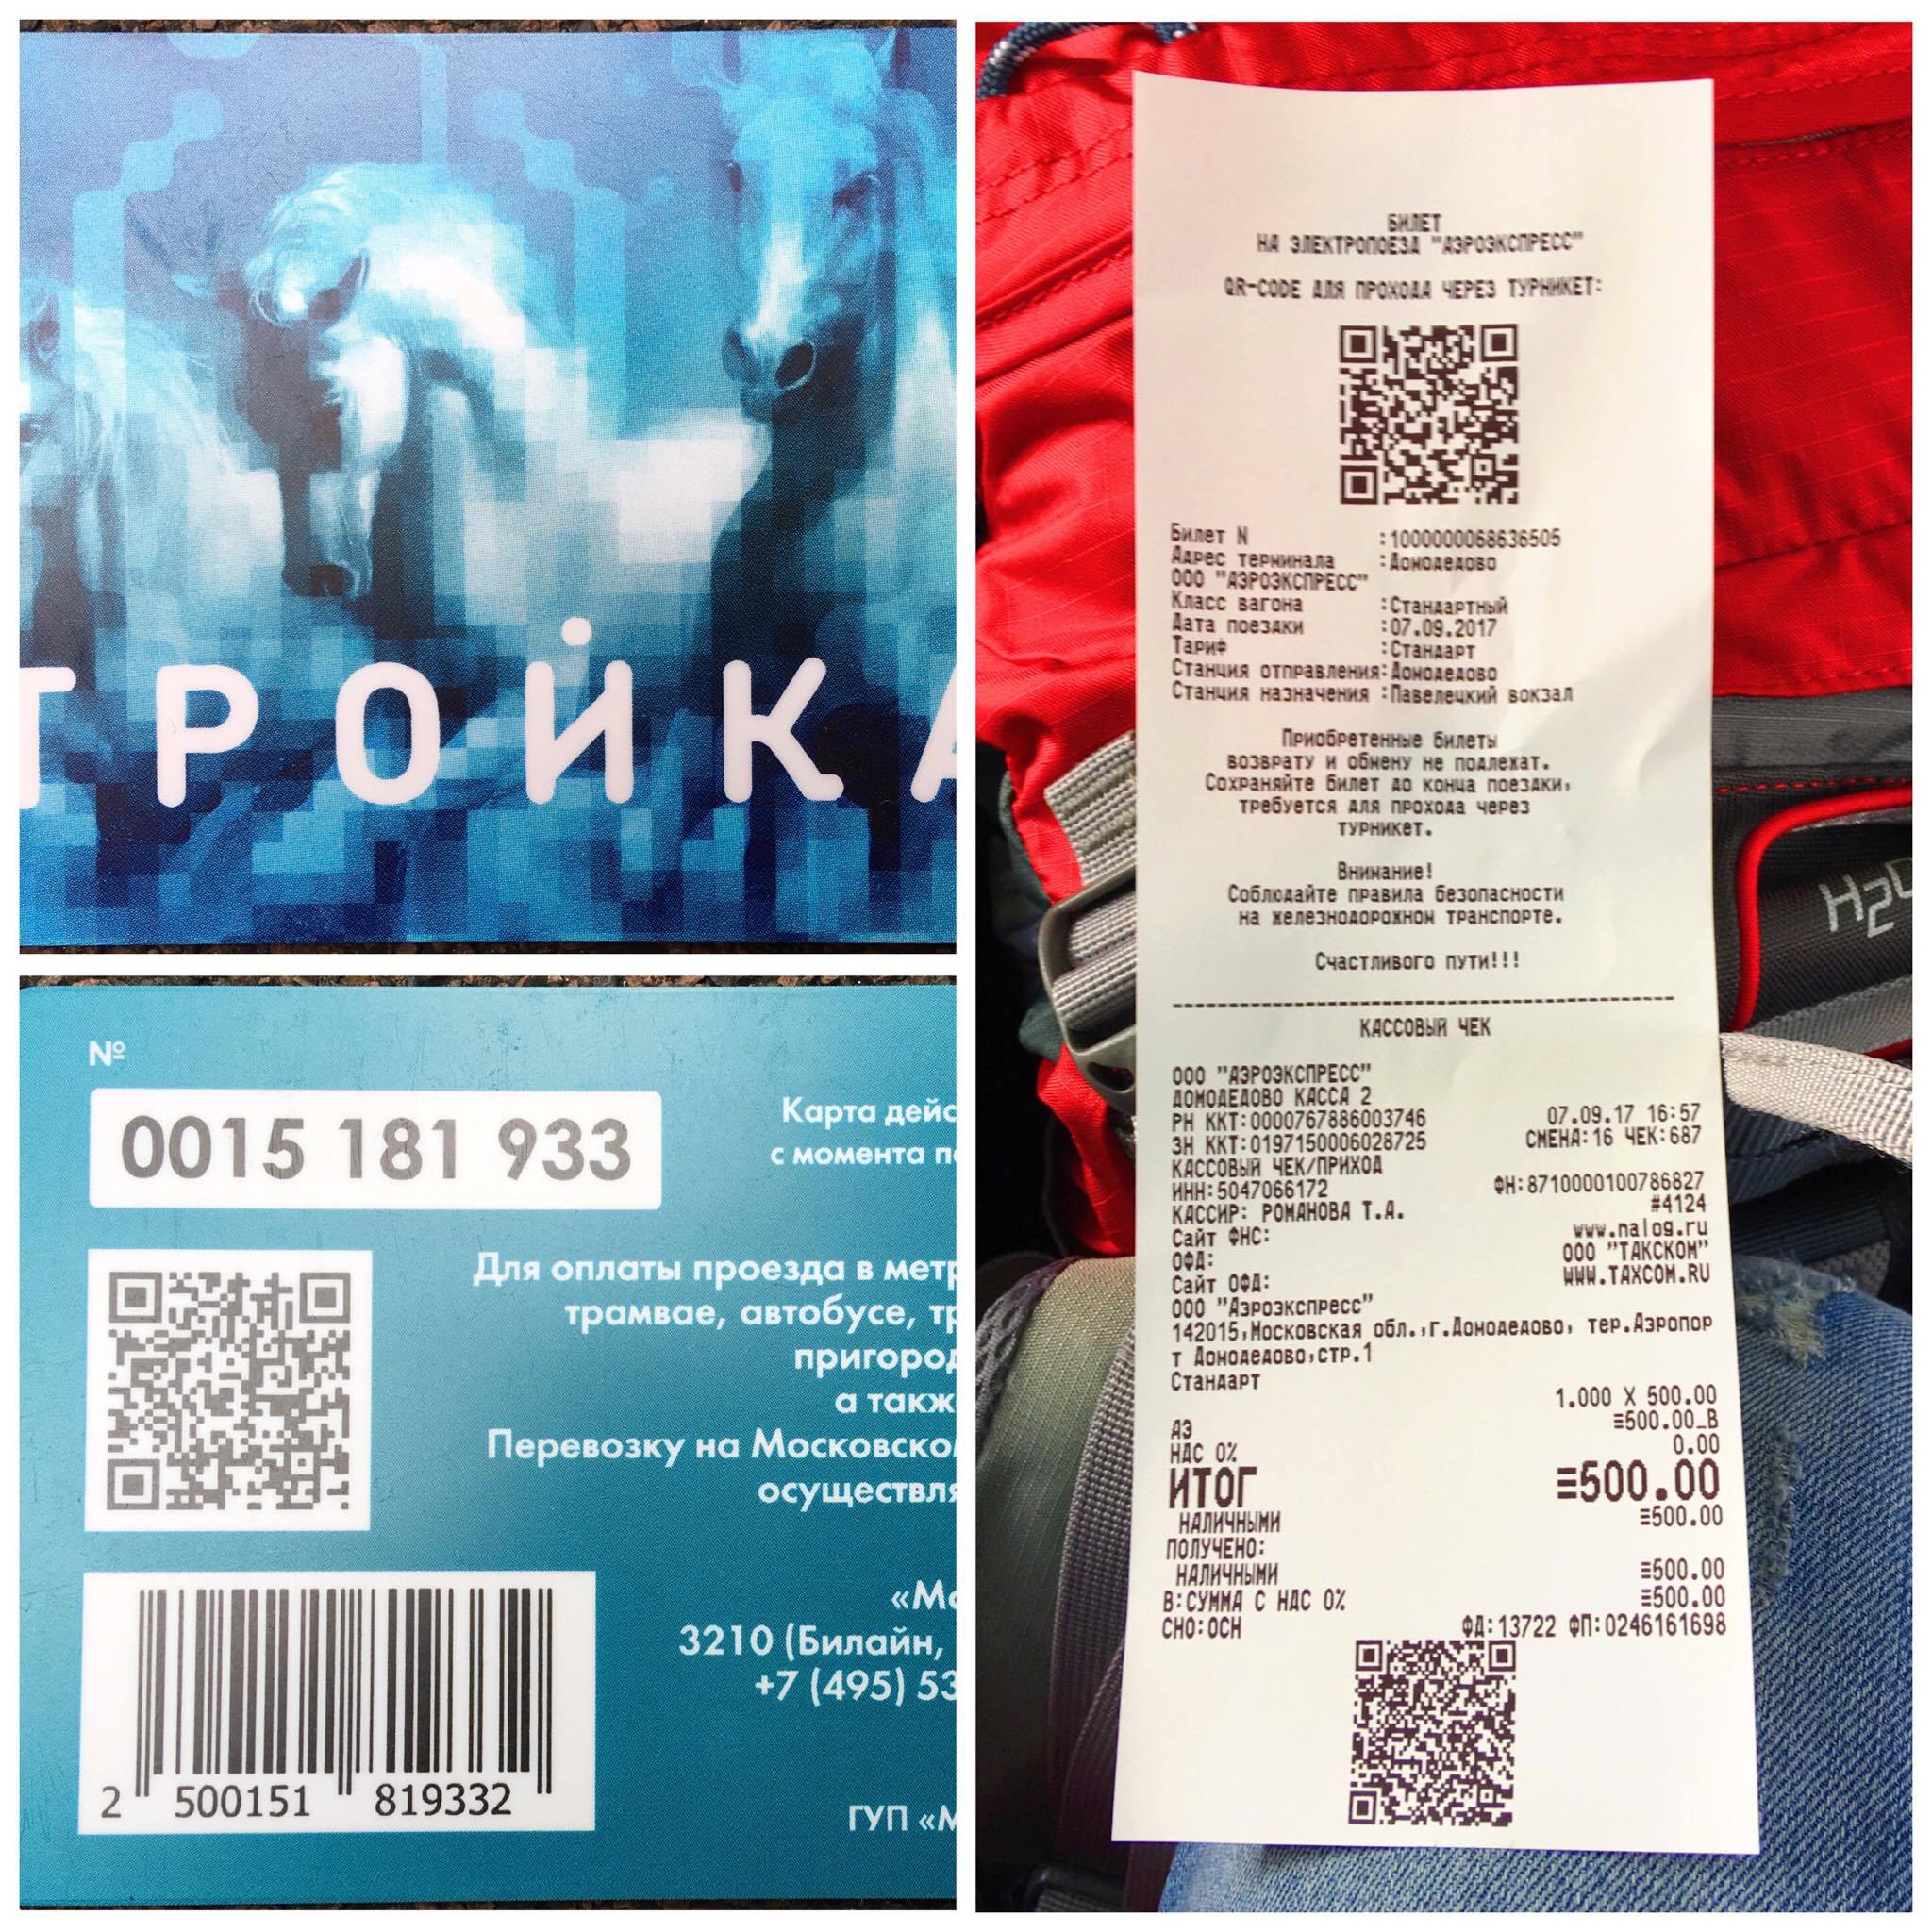 ТРОЙКА
№
0015 181 933
Карта дейс
с момента п
Для оплаты проезда в метр
трамвае, автобусе, тр
пригород
а такж
Перевозку на Московско
осуществля
«Мо
3210 (Билайн,
+7 (495) 53
ГУП «М
2 500151 819332
БИЛЕТ
НА ЭЛЕКТРОПОЕЗА "АЭРОЭКСПРЕСС"
QR-CODE ДЛЯ ПРОХОДА ЧЕРЕЗ ТУРНИКЕТ:
Билет N :1000000068636505
Адрес терминала :Домодедово
ООО "АЭРОЭКСПРЕСС"
Класс вагона :Стандартный
Дата поездки :07.09.2017
Тариф :Стандарт
Станция отправления:Домодедово
Станция назначения :Павелецкий вокзал
Приобретенные билеты
возврату и обмену не подлежат.
Сохраняйте билет до конца поездки,
требуется для прохода через
турникет.
Внимание!
Соблюдайте правила безопасности
на железнодорожном транспорте.
Счастливого пути!!!
КАССОВЫЙ ЧЕК
ООО "АЭРОЭКСПРЕСС"
ДОМОДЕДОВО КАССА 2
РН ККТ:0000767886003746 07.09.17 16:57
ЗН ККТ:0197150006028725 СМЕНА:16 ЧЕК:687
КАССОВЫЙ ЧЕК/ПРИХОД
ИНН:5047066172 ФН:8710000100786827
КАССИР: РОМАНОВА Т.А. #4124
Сайт ФНС: www.nalog.ru
ОФД: ООО "ТАКСКОМ"
Сайт ОФД: WWW.TAXCOM.RU
ООО "Аэроэкспресс"
142015,Московская обл.,г.Домодедово, тер.Аэропор
т Домодедово,стр.1
Стандарт
1.000 X 500.00
АЭ ≡500.00_В
НДС 0% 0.00
ИТОГ ≡500.00
НАЛИЧНЫМИ ≡500.00
ПОЛУЧЕНО:
НАЛИЧНЫМИ ≡500.00
В:СУММА С НДС 0% ≡500.00
СНО:ОСН ФД:13722 ФП:0246161698
H2O